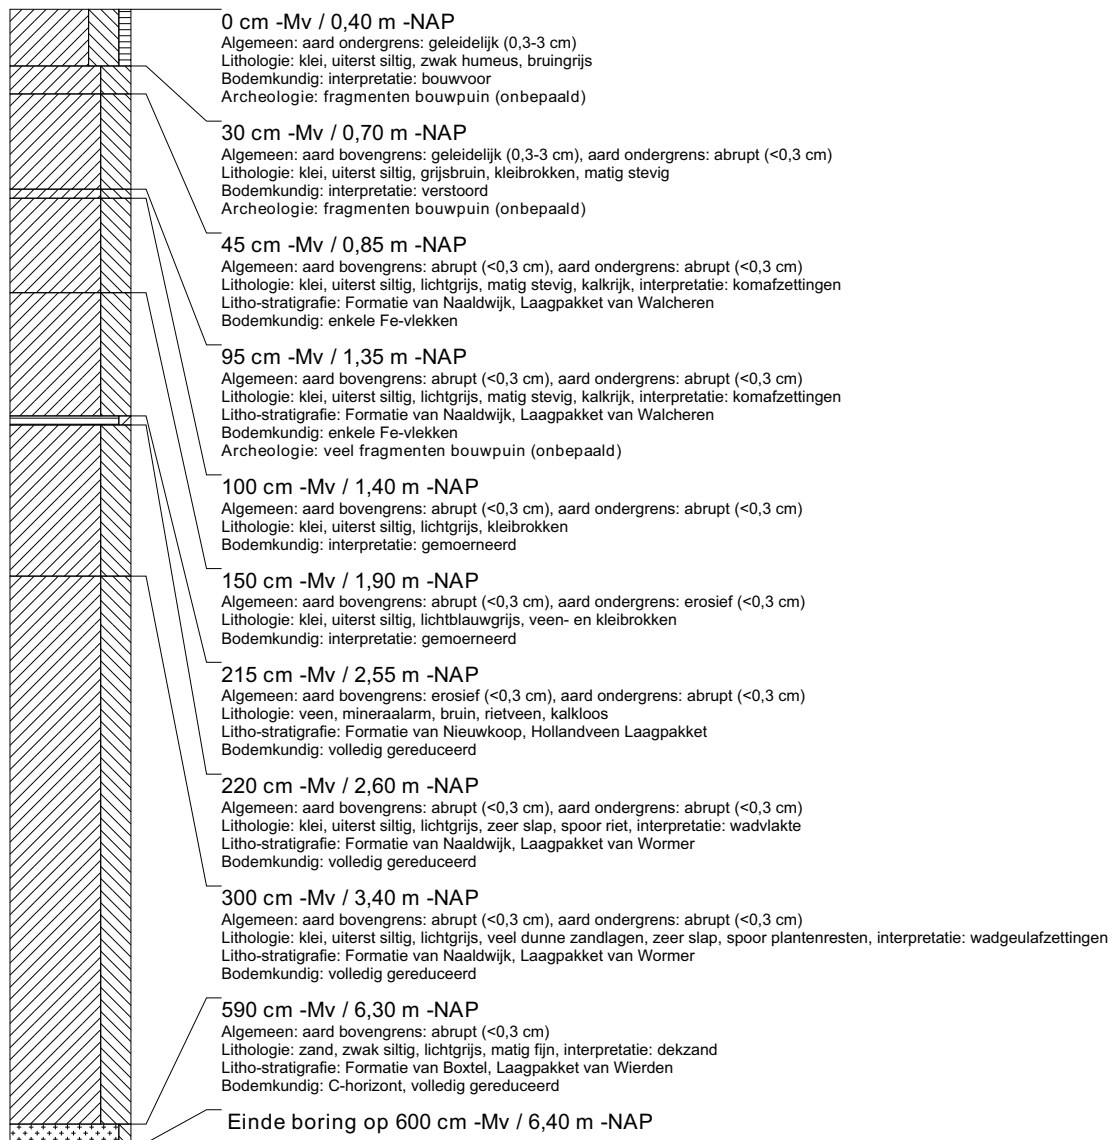 0 cm -Mv / 0,40 m -NAP
Algemeen: aard ondergrens: geleidelijk (0,3-3 cm)
Lithologie: klei, uiterst siltig, zwak humeus, bruingrijs
Bodemkundig: interpretatie: bouwvoor
Archeologie: fragmenten bouwpuin (onbepaald)
30 cm -Mv / 0,70 m -NAP
Algemeen: aard bovengrens: geleidelijk (0,3-3 cm), aard ondergrens: abrupt (<0,3 cm)
Lithologie: klei, uiterst siltig, grijsbruin, kleibrokken, matig stevig
Bodemkundig: interpretatie: verstoord
Archeologie: fragmenten bouwpuin (onbepaald)
45 cm -Mv / 0,85 m -NAP
Algemeen: aard bovengrens: abrupt (<0,3 cm), aard ondergrens: abrupt (<0,3 cm)
Lithologie: klei, uiterst siltig, lichtgrijs, matig stevig, kalkrijk, interpretatie: komafzettingen
Litho-stratigrafie: Formatie van Naaldwijk, Laagpakket van Walcheren
Bodemkundig: enkele Fe-vlekken
95 cm -Mv / 1,35 m -NAP
Algemeen: aard bovengrens: abrupt (<0,3 cm), aard ondergrens: abrupt (<0,3 cm)
Lithologie: klei, uiterst siltig, lichtgrijs, matig stevig, kalkrijk, interpretatie: komafzettingen
Litho-stratigrafie: Formatie van Naaldwijk, Laagpakket van Walcheren
Bodemkundig: enkele Fe-vlekken
Archeologie: veel fragmenten bouwpuin (onbepaald)
100 cm -Mv / 1,40 m -NAP
Algemeen: aard bovengrens: abrupt (<0,3 cm), aard ondergrens: abrupt (<0,3 cm)
Lithologie: klei, uiterst siltig, lichtgrijs, kleibrokken
Bodemkundig: interpretatie: gemoerneerd
150 cm -Mv / 1,90 m -NAP
Algemeen: aard bovengrens: abrupt (<0,3 cm), aard ondergrens: erosief (<0,3 cm)
Lithologie: klei, uiterst siltig, lichtblauwgrijs, veen- en kleibrokken
Bodemkundig: interpretatie: gemoerneerd
215 cm -Mv / 2,55 m -NAP
Algemeen: aard bovengrens: erosief (<0,3 cm), aard ondergrens: abrupt (<0,3 cm)
Lithologie: veen, mineraalarm, bruin, rietveen, kalkloos
Litho-stratigrafie: Formatie van Nieuwkoop, Hollandveen Laagpakket
Bodemkundig: volledig gereduceerd
220 cm -Mv / 2,60 m -NAP
Algemeen: aard bovengrens: abrupt (<0,3 cm), aard ondergrens: abrupt (<0,3 cm)
Lithologie: klei, uiterst siltig, lichtgrijs, zeer slap, spoor riet, interpretatie: wadvlakte
Litho-stratigrafie: Formatie van Naaldwijk, Laagpakket van Wormer
Bodemkundig: volledig gereduceerd
300 cm -Mv / 3,40 m -NAP
Algemeen: aard bovengrens: abrupt (<0,3 cm), aard ondergrens: abrupt (<0,3 cm)
Lithologie: klei, uiterst siltig, lichtgrijs, veel dunne zandlagen, zeer slap, spoor plantenresten, interpretatie: wadgeulafzettingen
Litho-stratigrafie: Formatie van Naaldwijk, Laagpakket van Wormer
Bodemkundig: volledig gereduceerd
590 cm -Mv / 6,30 m -NAP
Algemeen: aard bovengrens: abrupt (<0,3 cm)
Lithologie: zand, zwak siltig, lichtgrijs, matig fijn, interpretatie: dekzand
Litho-stratigrafie: Formatie van Boxtel, Laagpakket van Wierden
Bodemkundig: C-horizont, volledig gereduceerd
Einde boring op 600 cm -Mv / 6,40 m -NAP